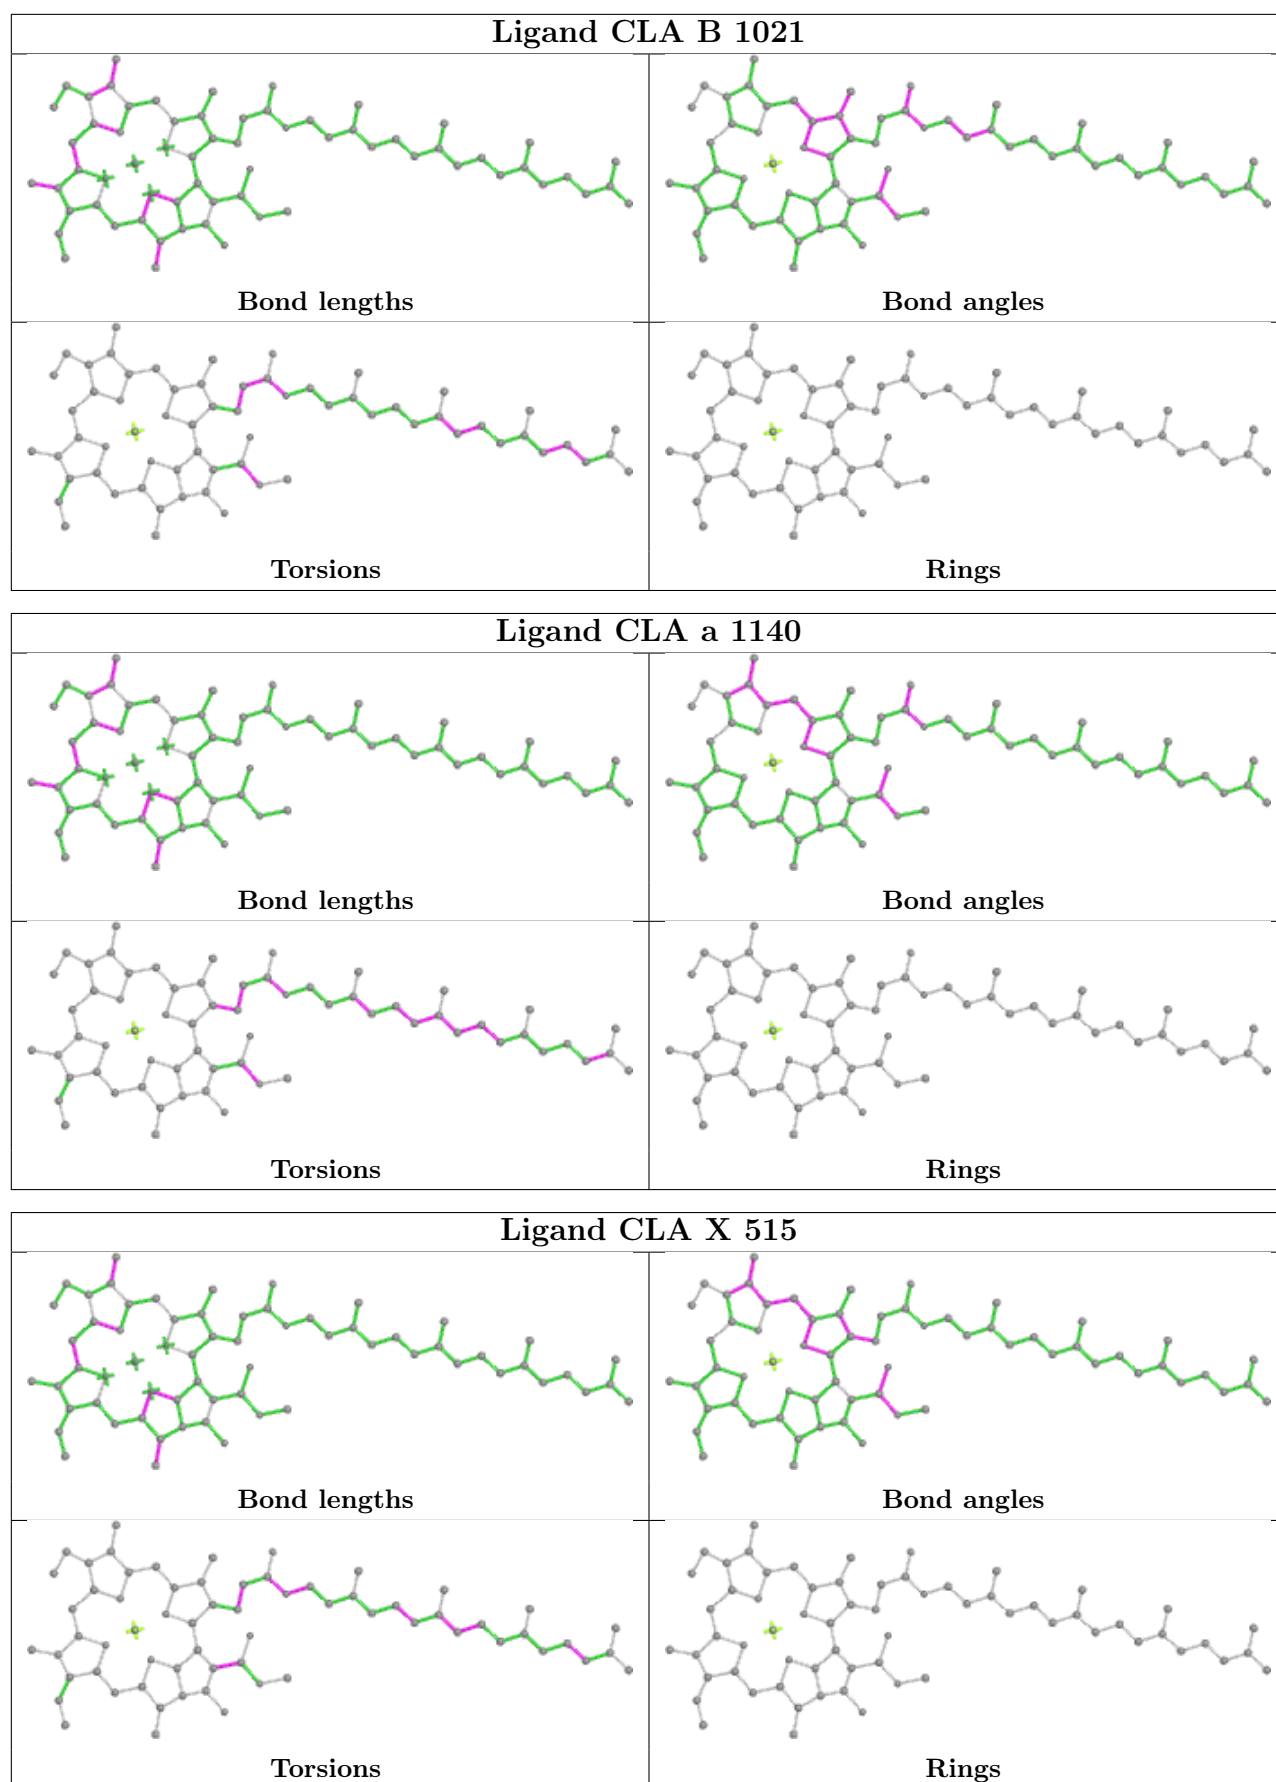 Ligand CLA B 1021
Bond lengths
Bond angles
Torsions
Rings
Ligand CLA a 1140
Bond lengths
Bond angles
Torsions
Rings
Ligand CLA X 515
Bond lengths
Bond angles
Torsions
Rings